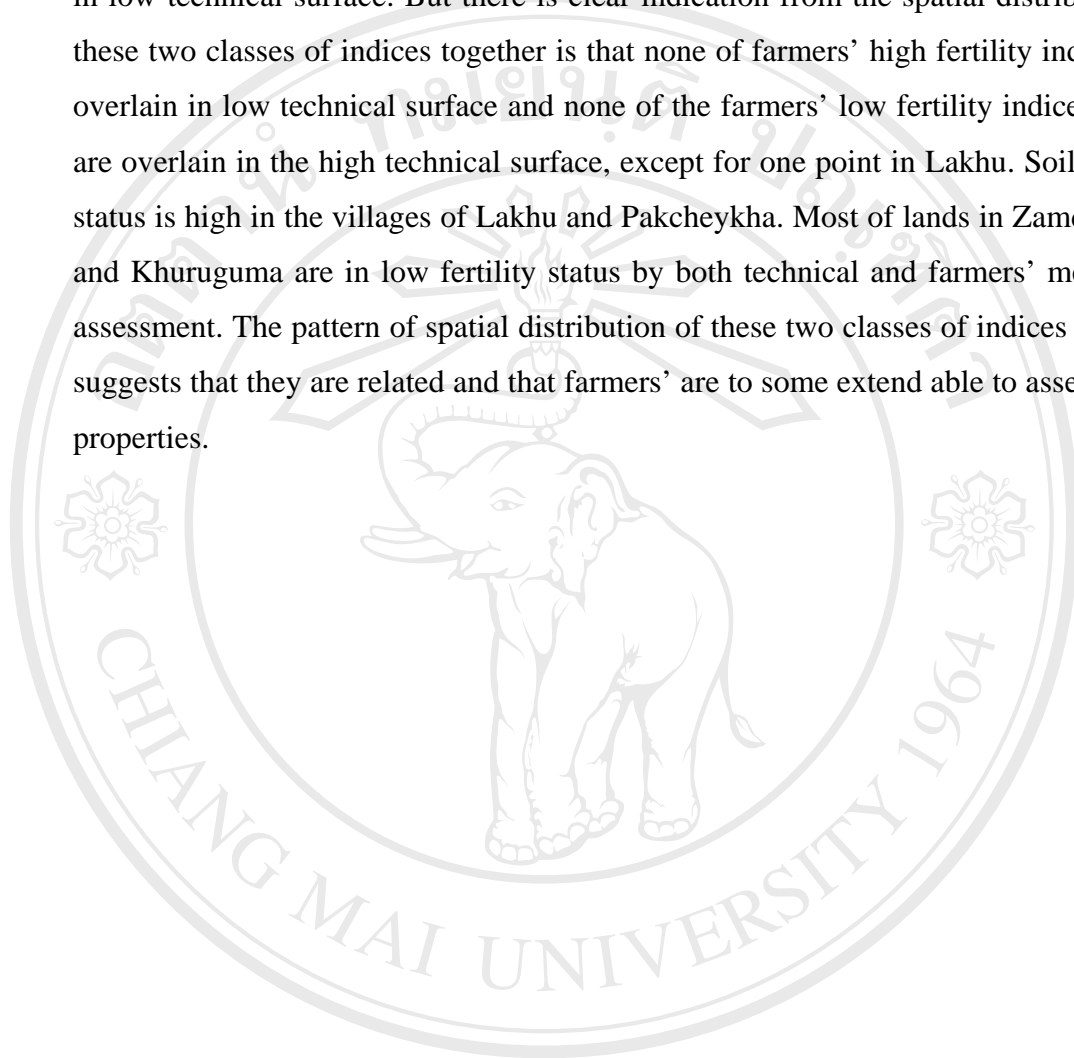 in low technical surface. But there is clear indication from the spatial
these two classes of indices together is that none of farmers' high fertility
overlain in low technical surface and none of the farmers' low fertility
are overlain in the high technical surface, except for one point in Lakhu. Soil
status is high in the villages of Lakhu and Pakcheykha. Most of lands in
and Khuruguma are in low fertility status by both technical and farmers'
assessment. The pattern of spatial distribution of these two classes of indices
suggests that they are related and that farmers' are to some extend able to
properties.
CHIANG MAI UNIVERSITY 1964